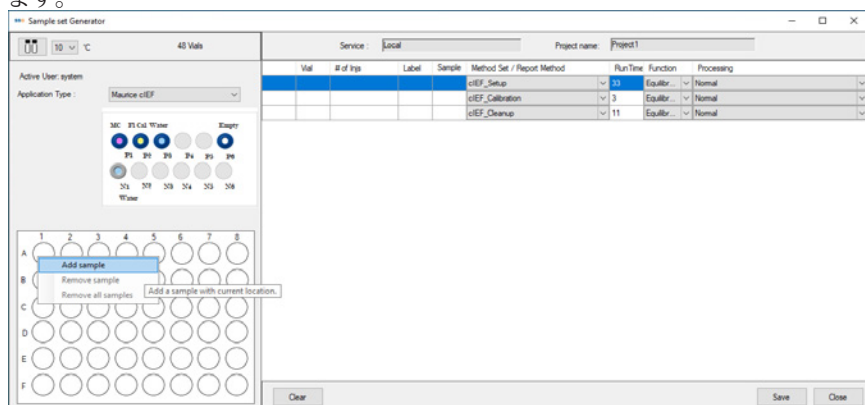 ます。
Sample set Generator
10 °C 48 Vials Service : Local Project name: Project1
Active User: system
Application Type : Maurice cIEF
Vial # of Injs Label Sample Method Set / Report Method RunTime Function Processing
cIEF_Setup 33 Equilibr... Normal
cIEF_Calibration 3 Equilibr... Normal
cIEF_Cleanup 11 Equilibr... Normal
MC Fl Cal Water Empty
P1 P2 P3 P4 P5 P6
N1 N2 N3 N4 N5 N6
Water
1 2 3 4 5 6 7 8
A
Add sample
B
Remove sample
Add a sample with current location.
Remove all samples
C
D
E
F
Clear Save Close